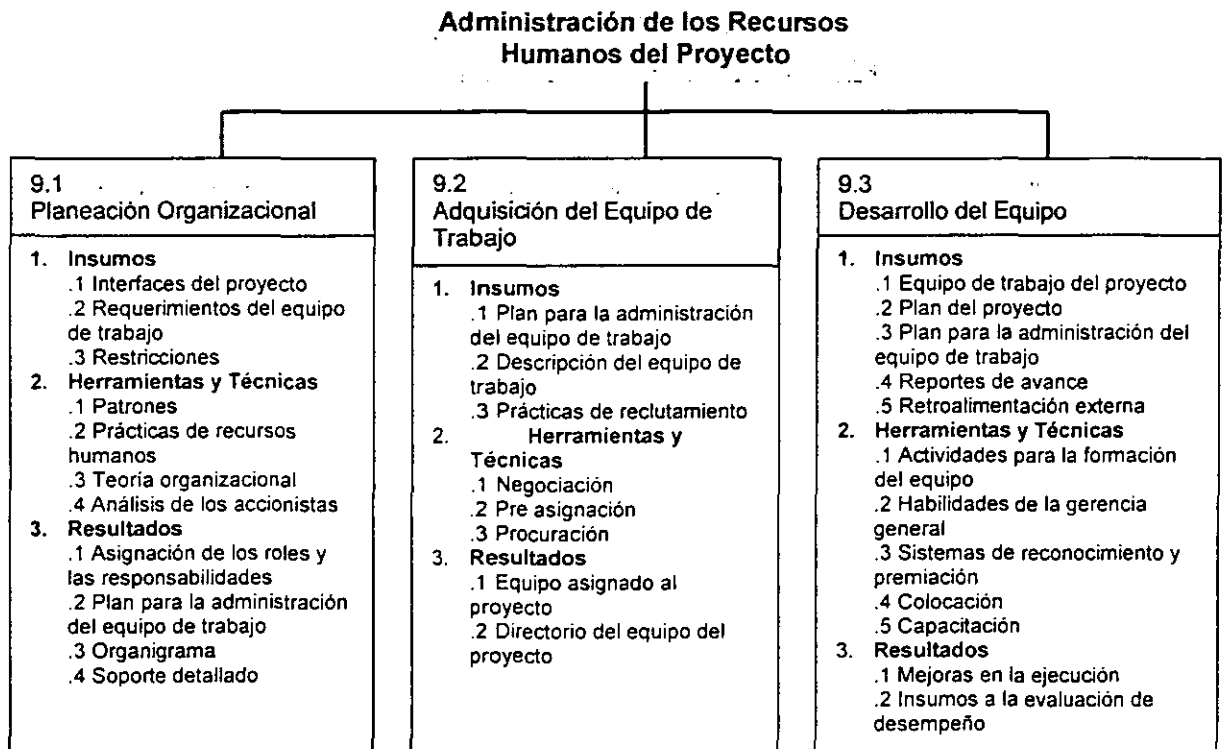 Administración de los Recursos
Humanos del Proyecto
9.1
Planeación Organizacional
1. Insumos
.1 Interfaces del proyecto
.2 Requerimientos del equipo
de trabajo
.3 Restricciones
2. Herramientas y Técnicas
.1 Patrones
.2 Prácticas de recursos
humanos
.3 Teoría organizacional
.4 Análisis de los accionistas
3. Resultados
.1 Asignación de los roles y
las responsabilidades
.2 Plan para la administración
del equipo de trabajo
.3 Organigrama
.4 Soporte detallado
9.2
Adquisición del Equipo de
Trabajo
1. Insumos
.1 Plan para la administración
del equipo de trabajo
.2 Descripción del equipo de
trabajo
.3 Prácticas de reclutamiento
2. Herramientas y
Técnicas
.1 Negociación
.2 Pre asignación
.3 Procuración
3. Resultados
.1 Equipo asignado al
proyecto
.2 Directorio del equipo del
proyecto
9.3
Desarrollo del Equipo
1. Insumos
.1 Equipo de trabajo del proyecto
.2 Plan del proyecto
.3 Plan para la administración del
equipo de trabajo
.4 Reportes de avance
.5 Retroalimentación externa
2. Herramientas y Técnicas
.1 Actividades para la formación
del equipo
.2 Habilidades de la gerencia
general
.3 Sistemas de reconocimiento y
premiación
.4 Colocación
.5 Capacitación
3. Resultados
.1 Mejoras en la ejecución
.2 Insumos a la evaluación de
desempeño